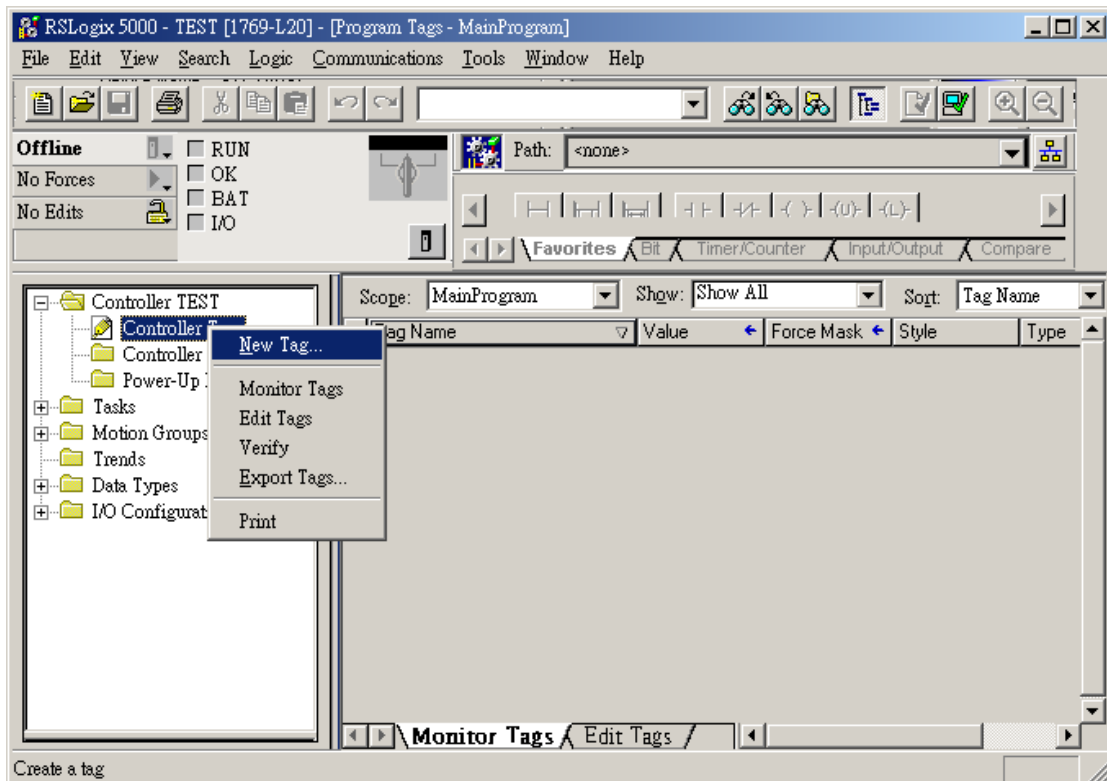 RSLogix 5000 - TEST [1769-L20] - [Program Tags - MainProgram]
File Edit View Search Logic Communications Tools Window Help
Offline RUN
No Forces OK
No Edits BAT
I/O
Path: <none>
Favorites Bit Timer/Counter Input/Output Compare
Scope: MainProgram Show: Show All Sort: Tag Name
Tag Name Value Force Mask Style Type
Controller TEST
Controller
Controller
Power-Up
Tasks
Motion Groups
Trends
Data Types
I/O Configurat
New Tag...
Monitor Tags
Edit Tags
Verify
Export Tags...
Print
Monitor Tags Edit Tags
Create a tag